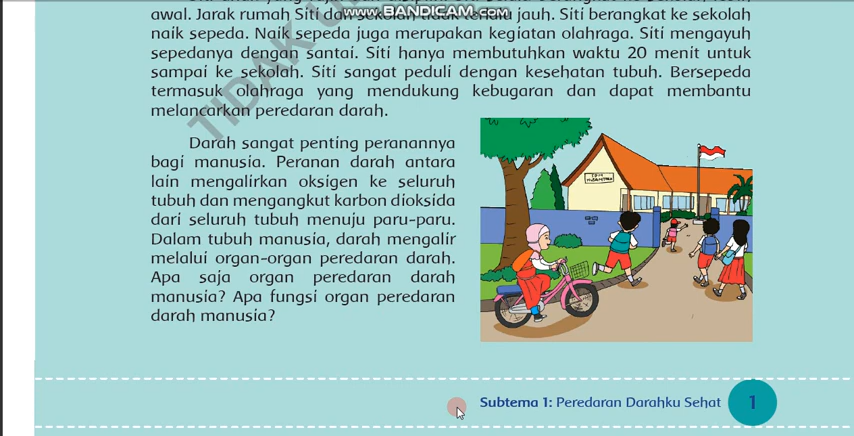 www.BANDICAM.com
awal. Jarak rumah Siti dan jauh. Siti berangkat ke sekolah
naik sepeda. Naik sepeda juga merupakan kegiatan olahraga. Siti mengayuh
sepedanya dengan santai. Siti hanya membutuhkan waktu 20 menit untuk
sampai ke sekolah. Siti sangat peduli dengan kesehatan tubuh. Bersepeda
termasuk olahraga yang mendukung kebugaran dan dapat membantu
melancarkan peredaran darah.
TIDAK
Darah sangat penting peranannya
bagi manusia. Peranan darah antara
lain mengalirkan oksigen ke seluruh
tubuh dan mengangkut karbon dioksida
dari seluruh tubuh menuju paru-paru.
Dalam tubuh manusia, darah mengalir
melalui organ-organ peredaran darah.
Apa saja organ peredaran darah
manusia? Apa fungsi organ peredaran
darah manusia?
Subtema 1: Peredaran Darahku Sehat
1